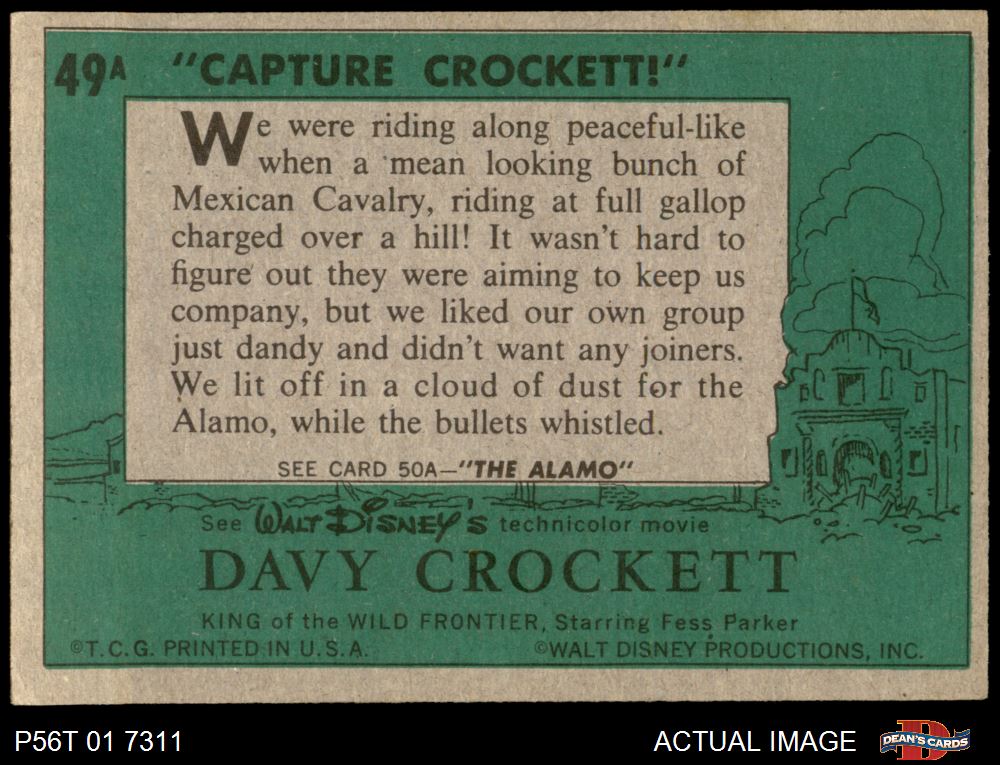 49A "CAPTURE CROCKETT!"
We were riding along peaceful-like
when a mean looking bunch of
Mexican Cavalry, riding at full gallop
charged over a hill! It wasn't hard to
figure out they were aiming to keep us
company, but we liked our own group
just dandy and didn't want any joiners.
We lit off in a cloud of dust for the
Alamo, while the bullets whistled.
SEE CARD 50A—"THE ALAMO"
See WALT DISNEY'S technicolor movie
DAVY CROCKETT
KING of the WILD FRONTIER, Starring Fess Parker
©T.C.G. PRINTED IN U.S.A. ©WALT DISNEY PRODUCTIONS, INC.
P56T 01 7311 ACTUAL IMAGE DEAN'S CARDS